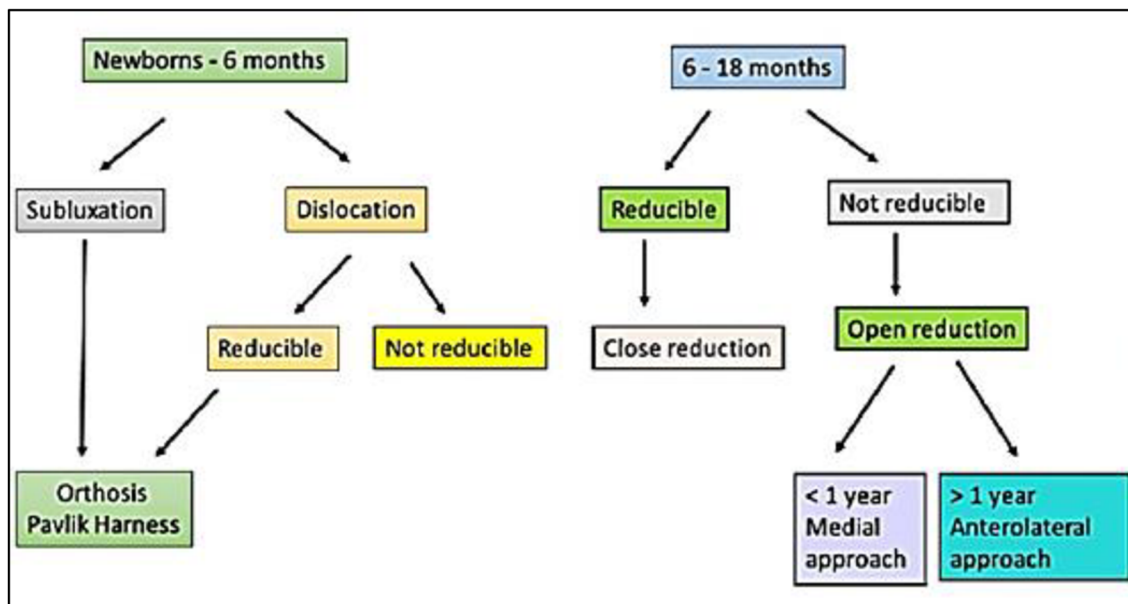 Newborns - 6 months
6 - 18 months
Subluxation
Dislocation
Reducible
Not reducible
Reducible
Not reducible
Close reduction
Open reduction
Orthosis
Pavlik Harness
< 1 year
Medial
approach
> 1 year
Anterolateral
approach